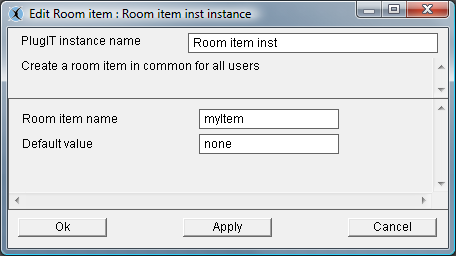 Edit Room item : Room item inst instance
PlugIT instance name Room item inst
Create a room item in common for all users
Room item name myItem
Default value none
Ok Apply Cancel